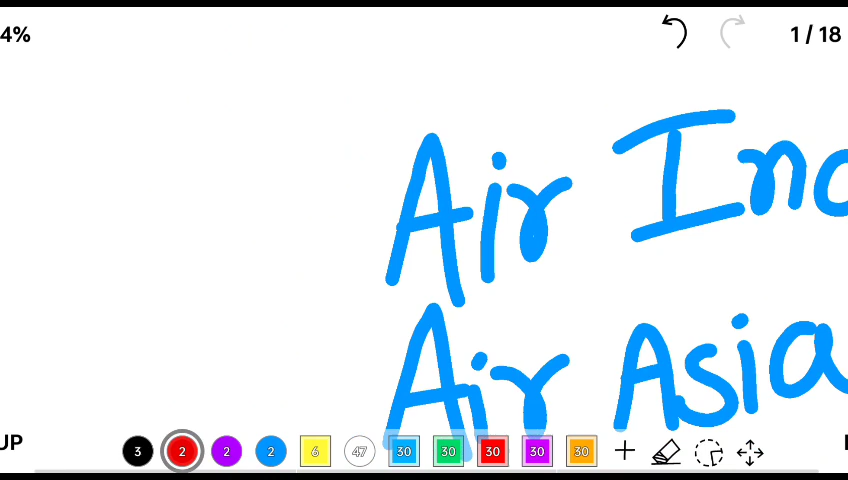 4%
1 / 18
Air Ind
Air Asia
UP
3 2 2 2 6 47 30 30 30 30 30